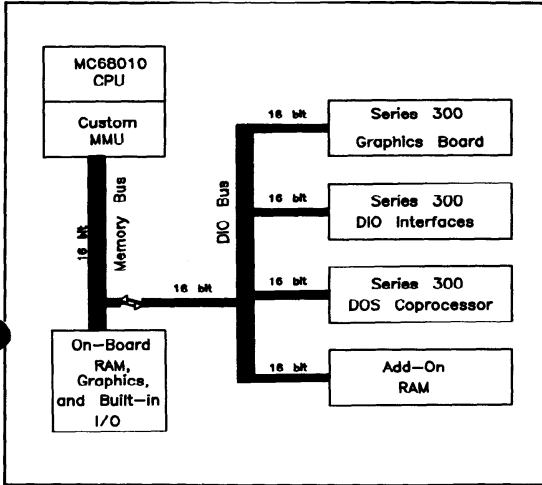 MC68010
CPU
Custom
MMU
16 bit
Memory Bus
On-Board
RAM,
Graphics,
and Built-in
I/O
16 bit
DIO Bus
16 bit
Series 300
Graphics Board
16 bit
Series 300
DIO Interfaces
16 bit
Series 300
DOS Coprocessor
16 bit
Add-On
RAM